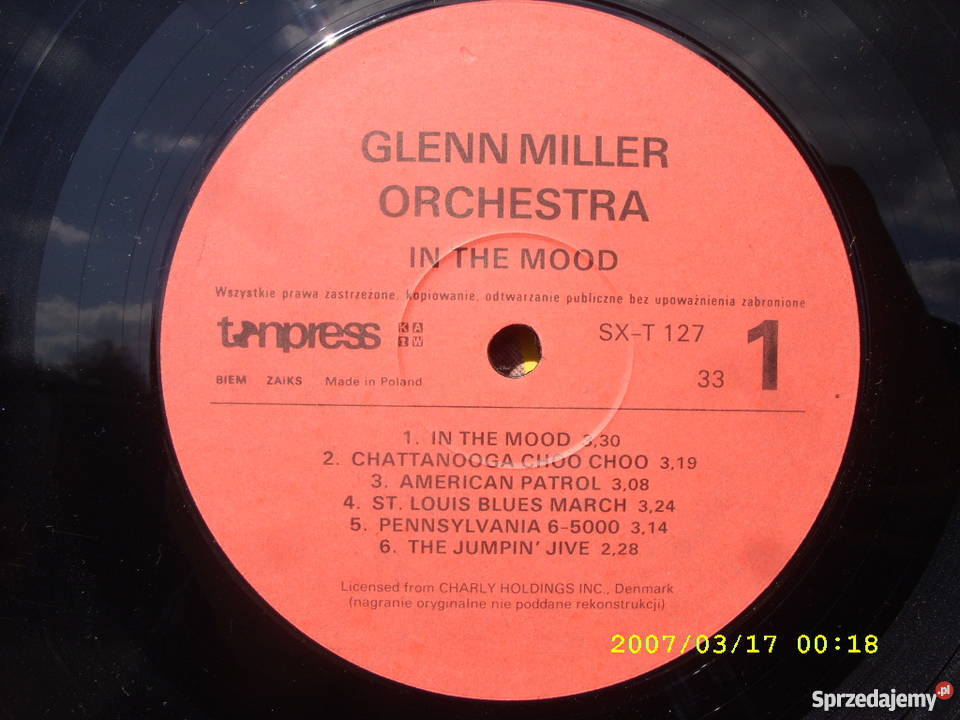 GLENN MILLER
ORCHESTRA
IN THE MOOD
Wszystkie prawa zastrzeżone, kopiowanie, odtwarzanie publiczne bez upoważnienia zabronione
tonpress KAW SX-T 127 1
BIEM ZAiKS Made in Poland 33
1. IN THE MOOD 3,30
2. CHATTANOOGA CHOO CHOO 3,19
3. AMERICAN PATROL 3,08
4. ST. LOUIS BLUES MARCH 3,24
5. PENNSYLVANIA 6-5000 3,14
6. THE JUMPIN' JIVE 2,28
Licensed from CHARLY HOLDINGS INC., Denmark
(nagranie oryginalne nie poddane rekonstrukcji)
2007/03/17 00:18
Sprzedajemy.pl